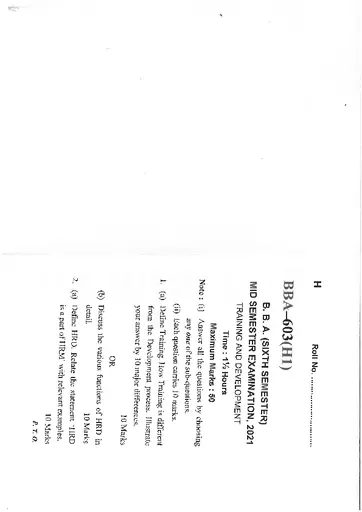 H
Roll No. ..............................
BBA–603(H1)
B. B. A. (SIXTH SEMESTER)
MID SEMESTER EXAMINATION, 2021
TRAINING AND DEVELOPMENT
Time : 1½ Hours
Maximum Marks : 50
Note : (i) Answer all the questions by choosing
any one of the sub-questions.
(ii) Each question carries 10 marks.
1. (a) Define Training. How Training is different
from the Development process. Illustrate
your answer by 10 major differences.
10 Marks
OR
(b) Discuss the various functions of HRD in
detail. 10 Marks
2. (a) Define HRD. Relate the statement 'HRD
is a part of HRM' with relevant examples.
10 Marks
P. T. O.